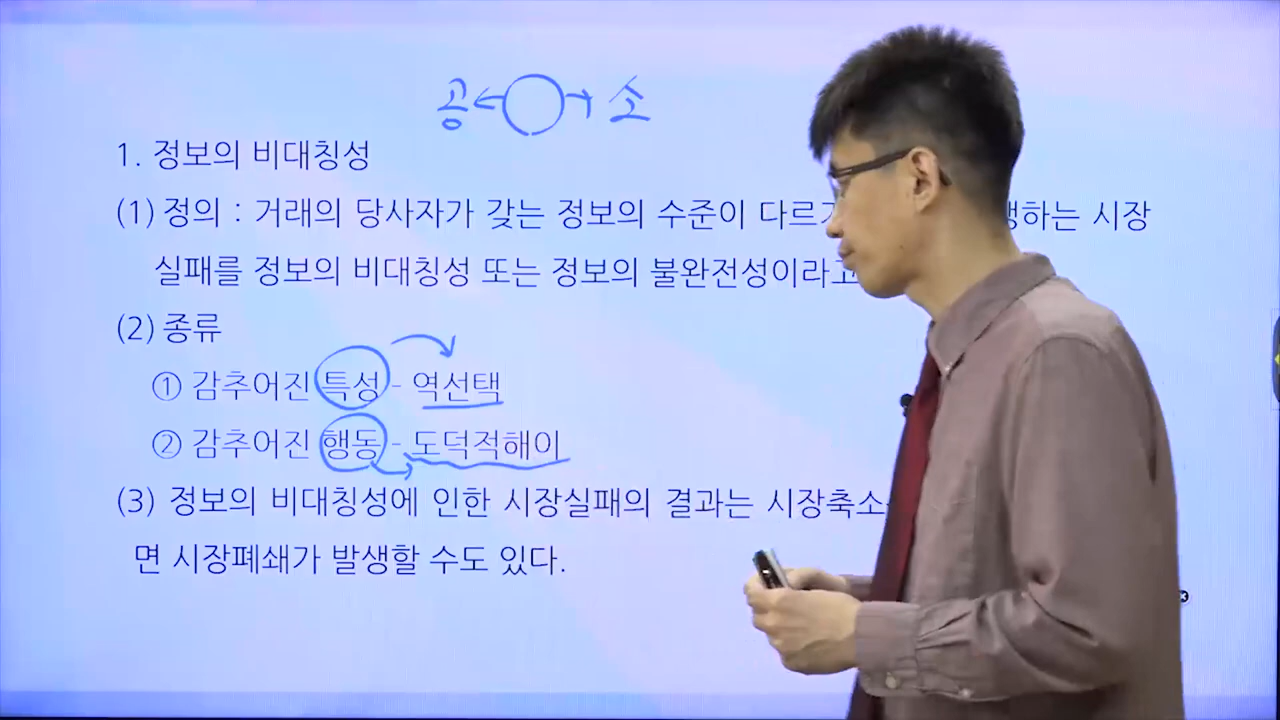 공 소
1. 정보의 비대칭성
(1) 정의 : 거래의 당사자가 갖는 정보의 수준이 하는 시장
실패를 정보의 비대칭성 또는 정보의 불완전성이라고
(2) 종류
① 감추어진 특성 - 역선택
② 감추어진 행동 - 도덕적해이
(3) 정보의 비대칭성에 인한 시장실패의 결과는 시장축소
면 시장폐쇄가 발생할 수도 있다.